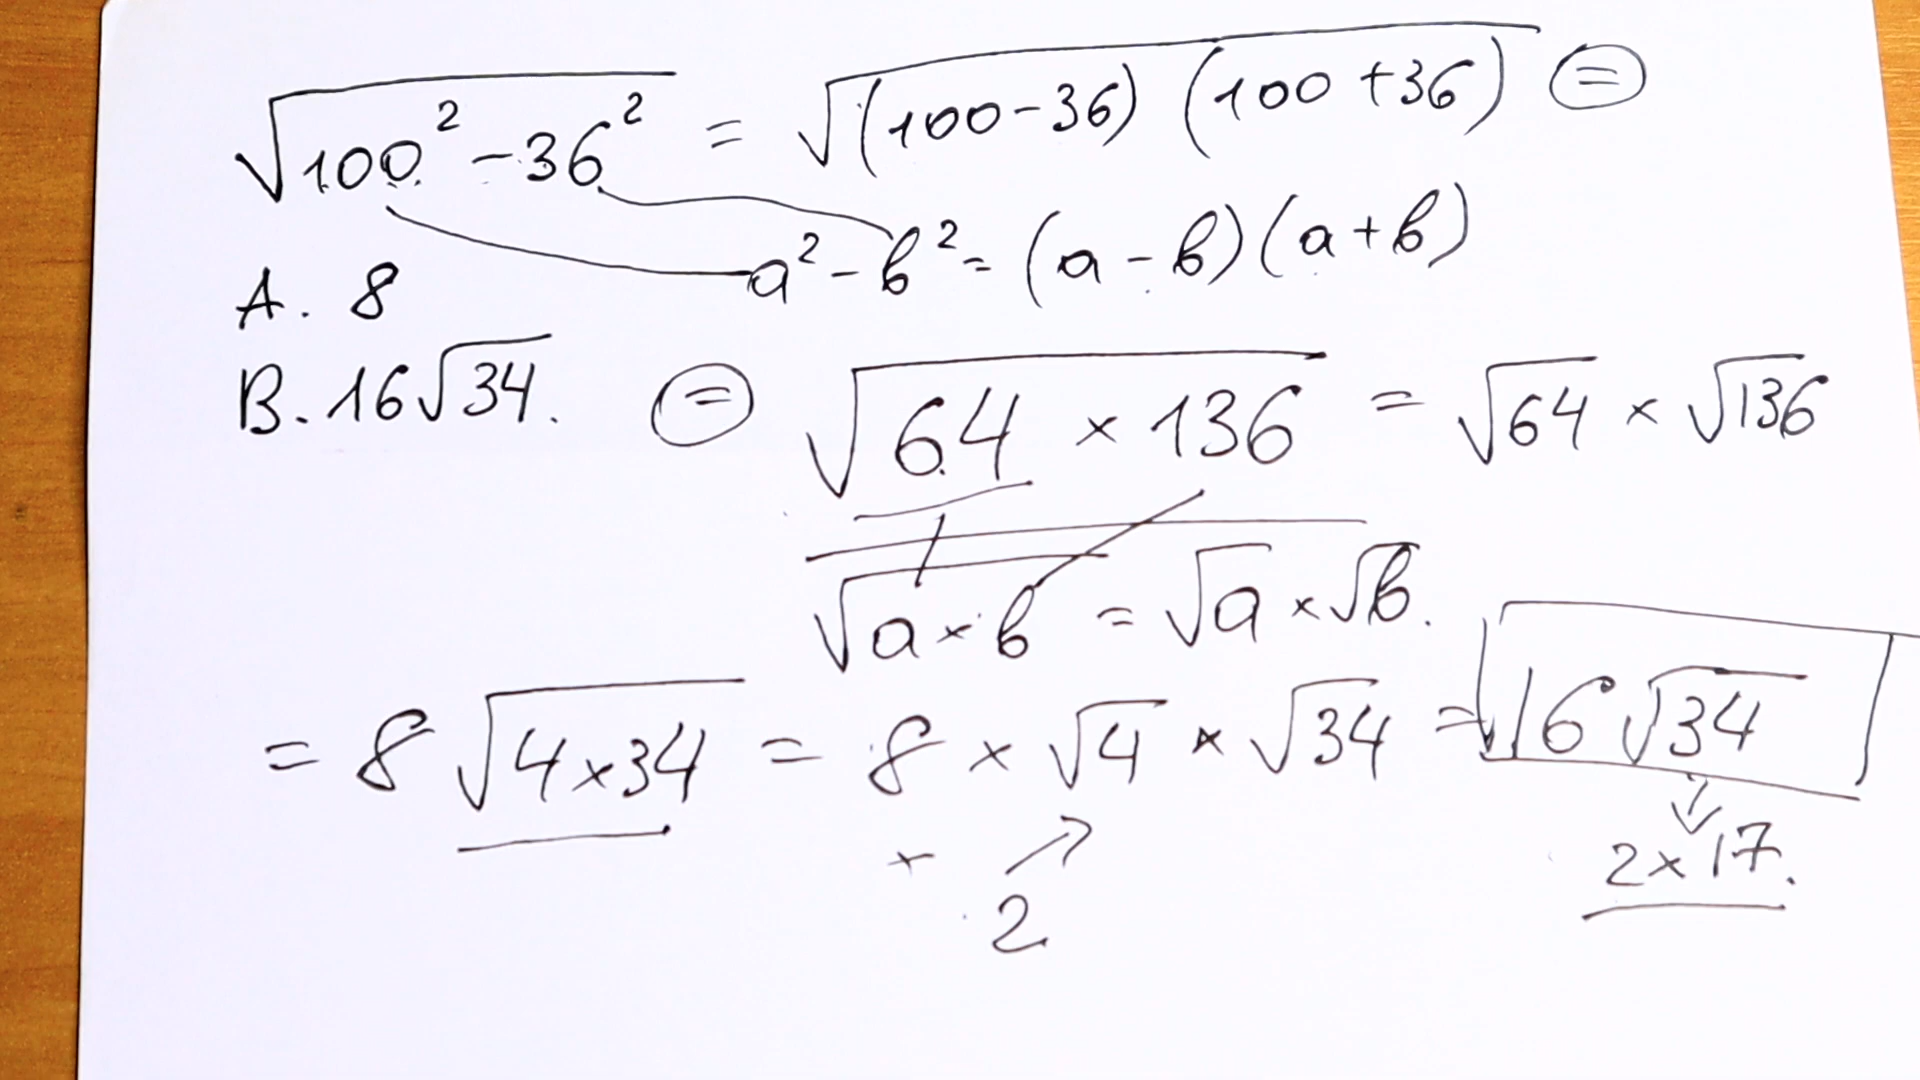 √(100² - 36²) = √((100-36)(100+36)) =
a² - b² = (a - b)(a + b)
A. 8
B. 16√34.
= √(64 × 136) = √64 × √136
√(a × b) = √a × √b.
= 8√(4×34) = 8 × √4 × √34 = 16√34
× 2
2×17.